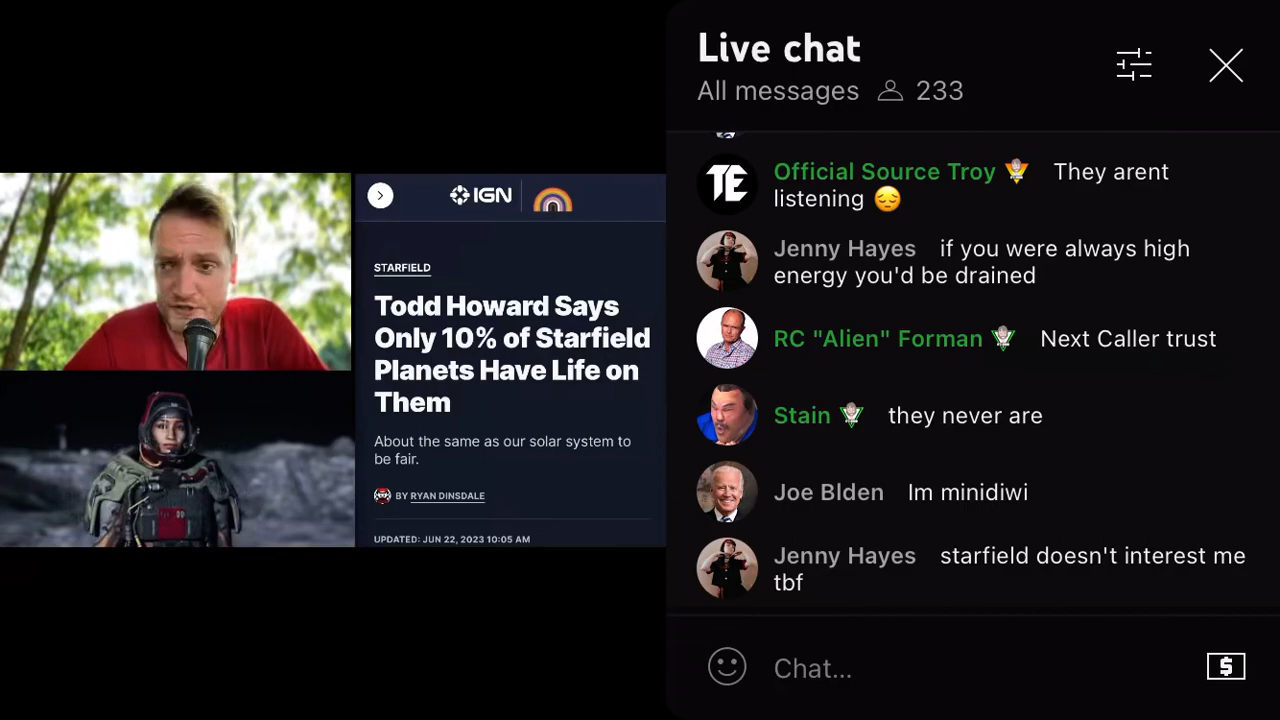 IGN
STARFIELD
Todd Howard Says
Only 10% of Starfield
Planets Have Life on
Them
About the same as our solar system to
be fair.
BY RYAN DINSDALE
UPDATED: JUN 22, 2023 10:05 AM
Live chat
All messages 233
TE
Official Source Troy They arent
listening 😔
Jenny Hayes if you were always high
energy you'd be drained
RC "Alien" Forman Next Caller trust
Stain they never are
Joe Blden Im minidiwi
Jenny Hayes starfield doesn't interest me
tbf
Chat...
$